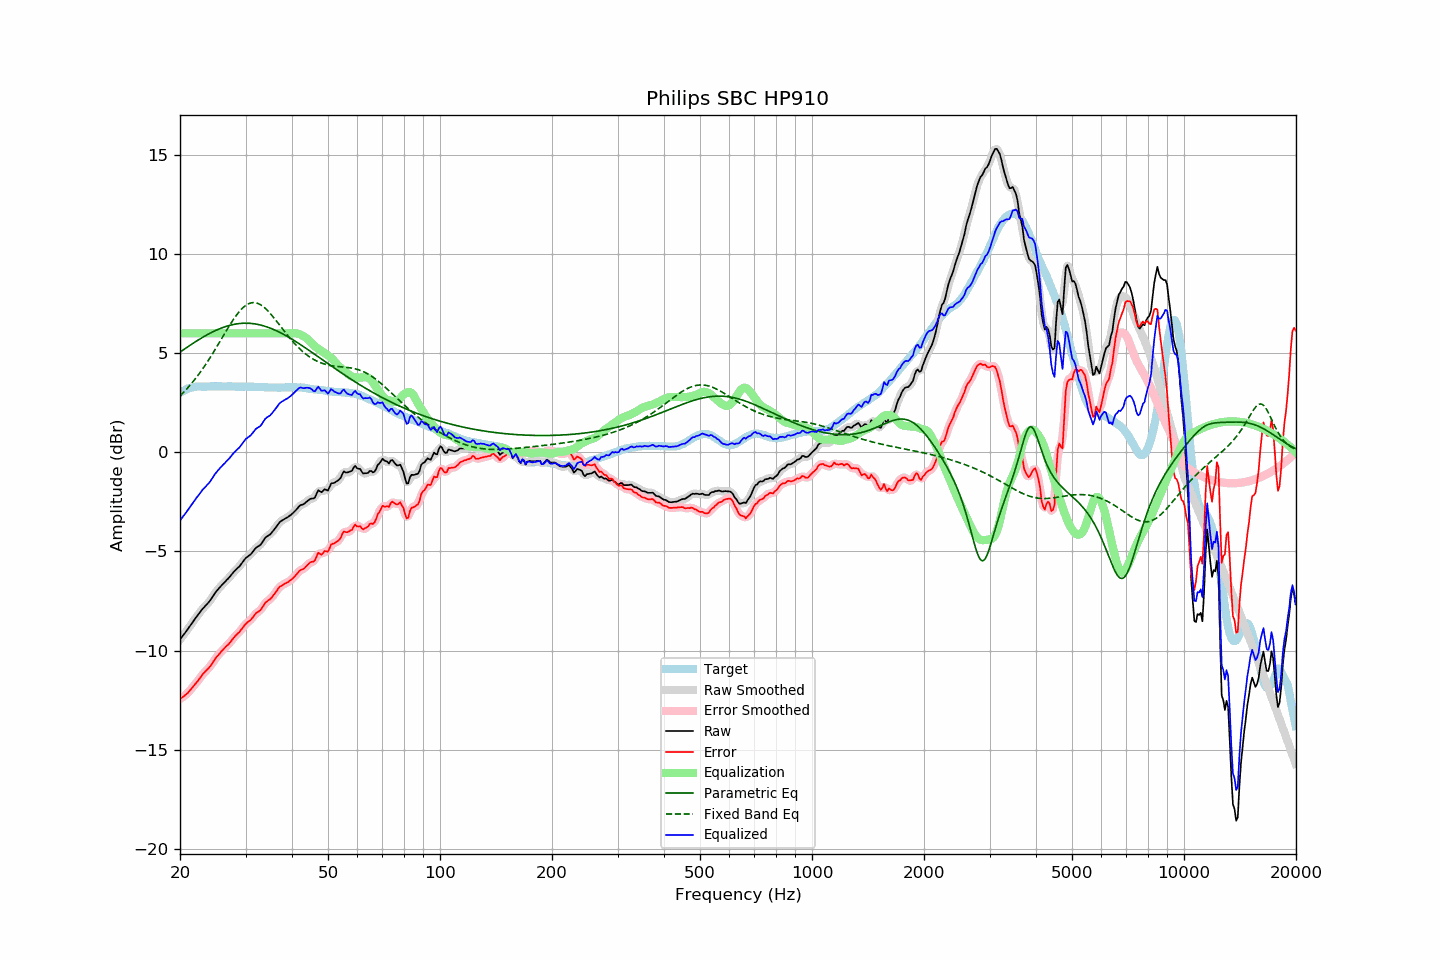 Philips SBC HP910
Amplitude (dBr)
15
10
5
0
−5
−10
−15
−20
Target
Raw Smoothed
Error Smoothed
Raw
Error
Equalization
Parametric Eq
Fixed Band Eq
Equalized
20 50 100 200 500 1000 2000 5000 10000 20000
Frequency (Hz)